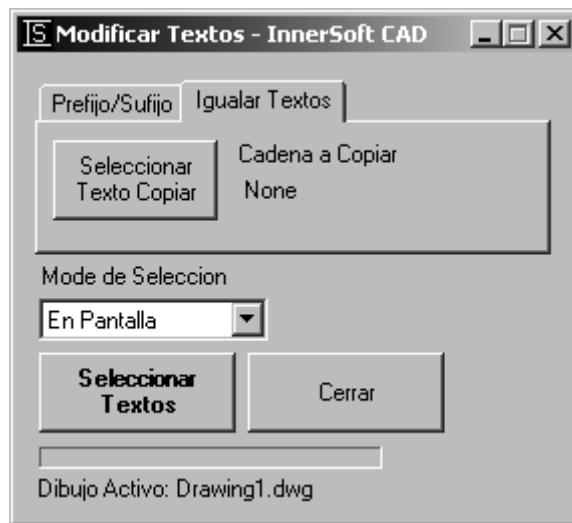 IS Modificar Textos - InnerSoft CAD
Prefijo/Sufijo Igualar Textos
Seleccionar
Texto Copiar
Cadena a Copiar
None
Mode de Seleccion
En Pantalla
Seleccionar
Textos
Cerrar
Dibujo Activo: Drawing1.dwg